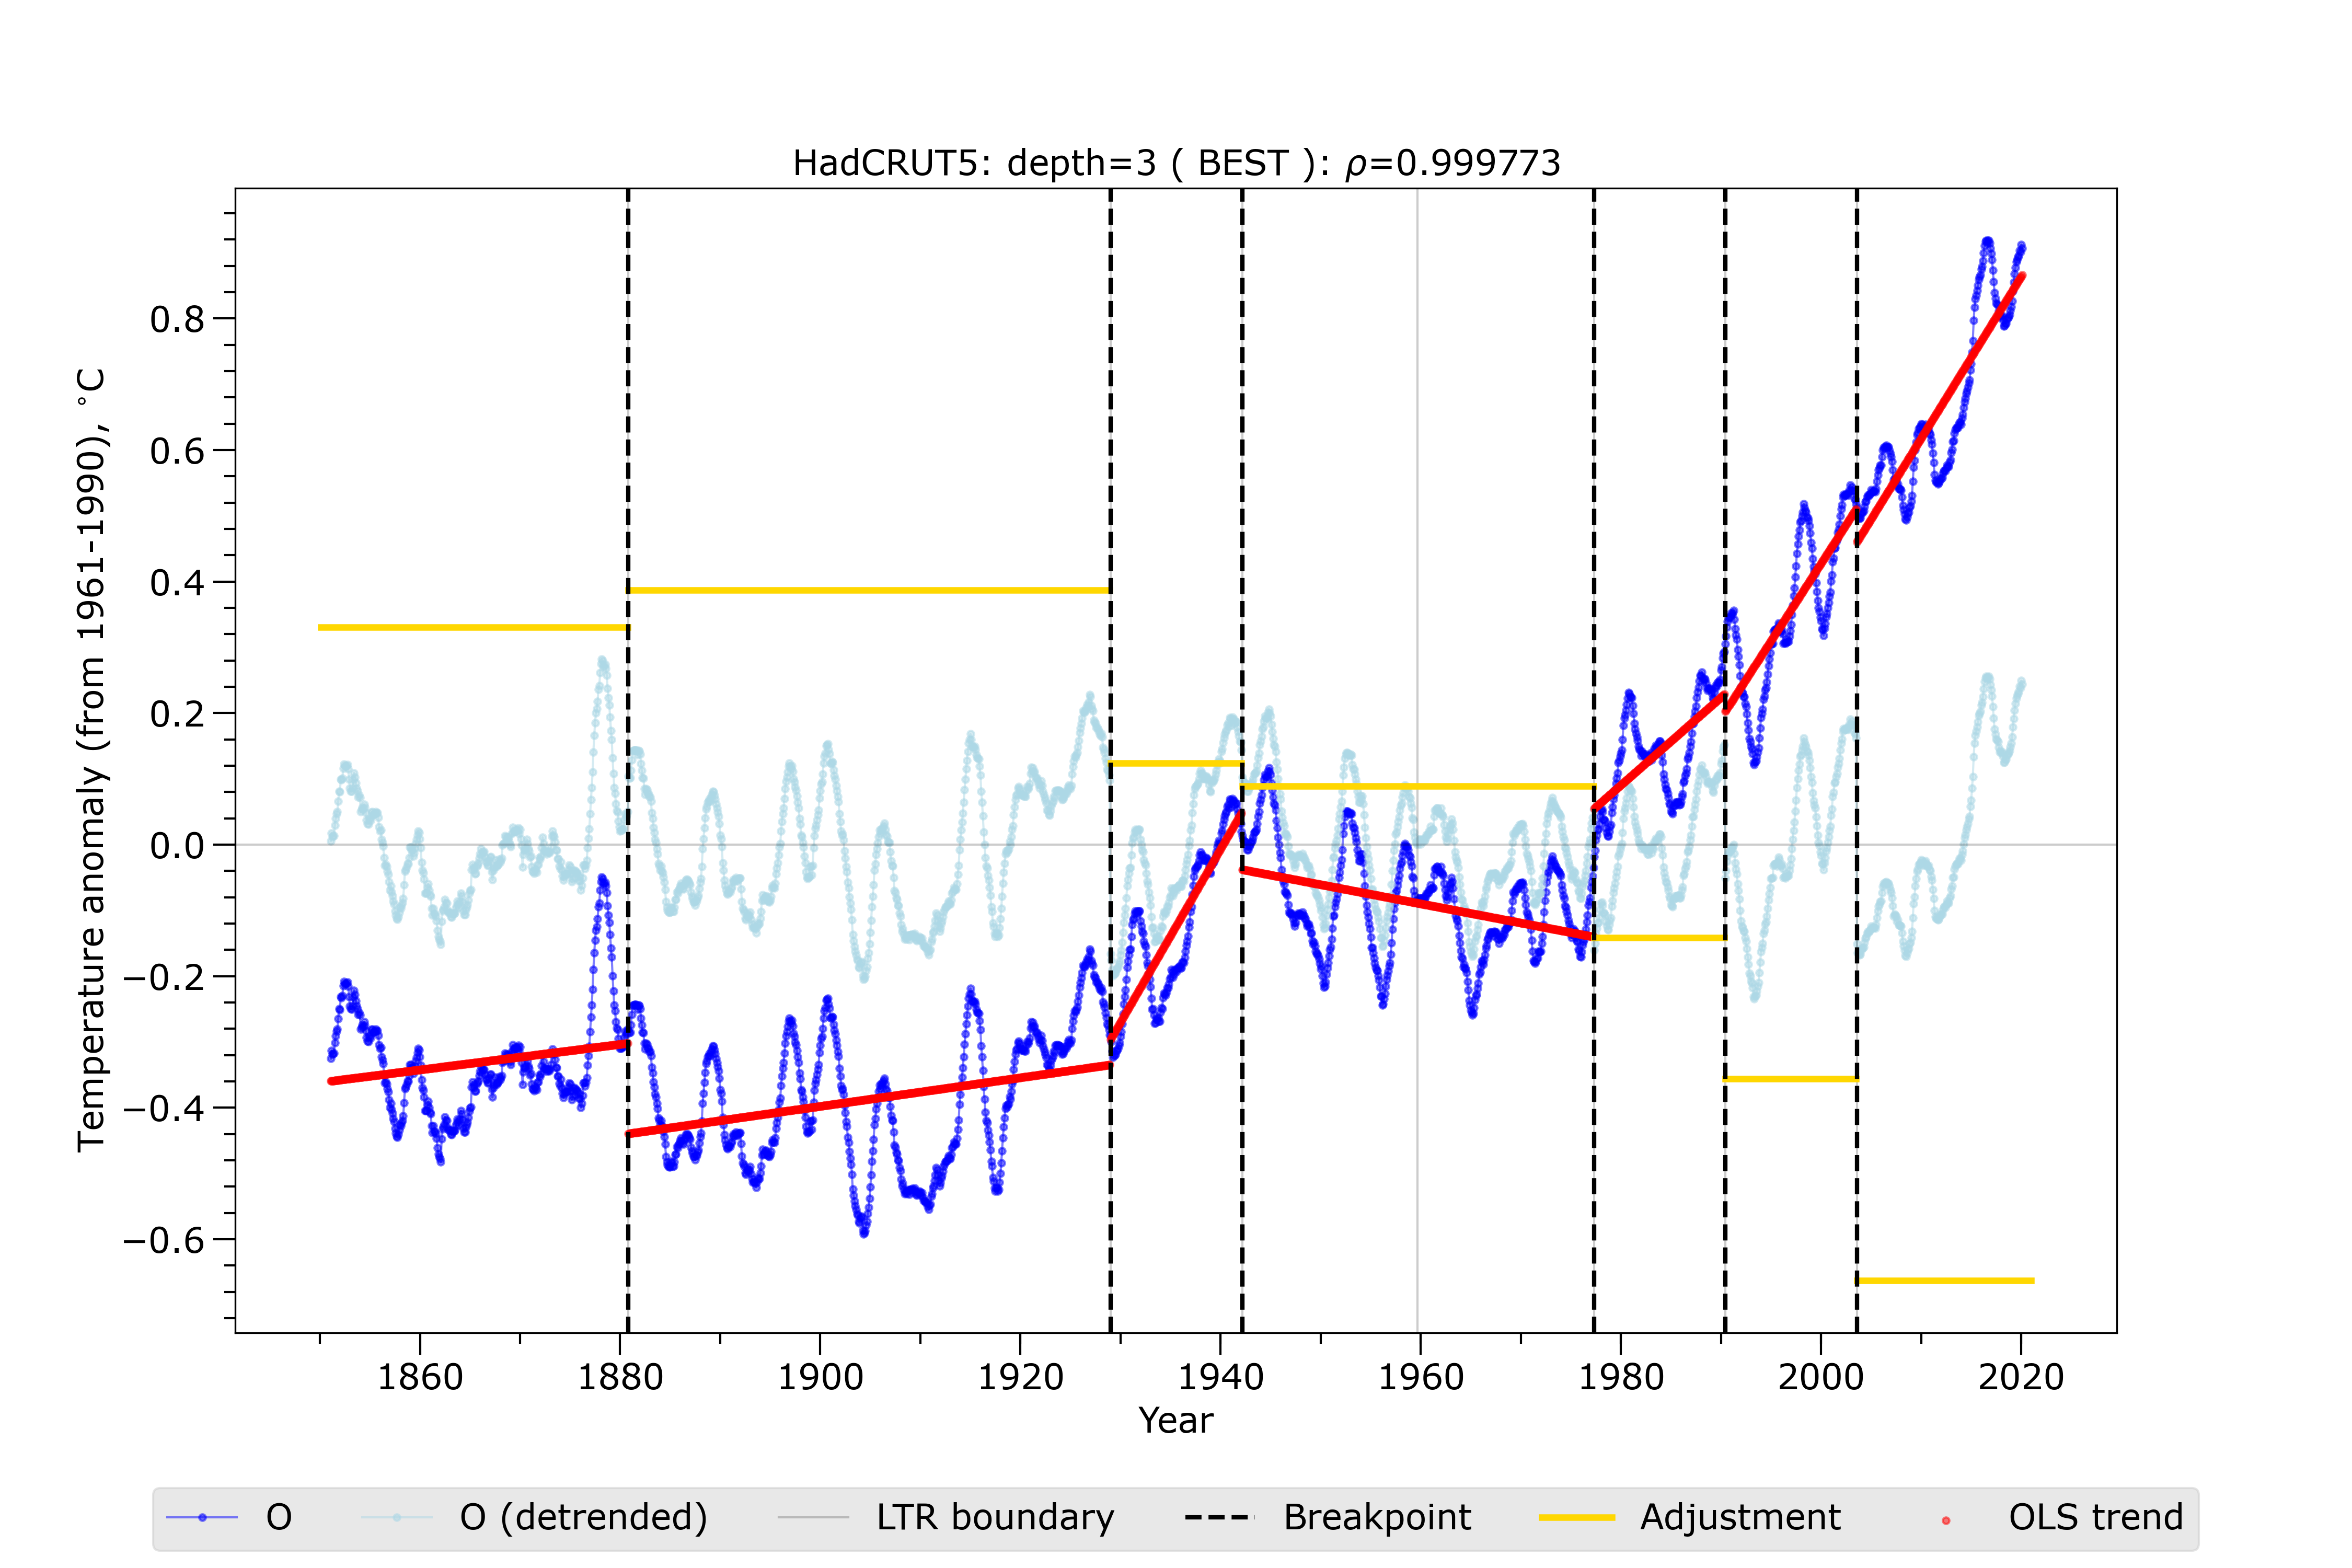 HadCRUT5: depth=3 ( BEST ): ρ=0.999773
Temperature anomaly (from 1961-1990), °C
0.8
0.6
0.4
0.2
0.0
−0.2
−0.4
−0.6
1860 1880 1900 1920 1940 1960 1980 2000 2020
Year
O O (detrended) LTR boundary Breakpoint Adjustment OLS trend